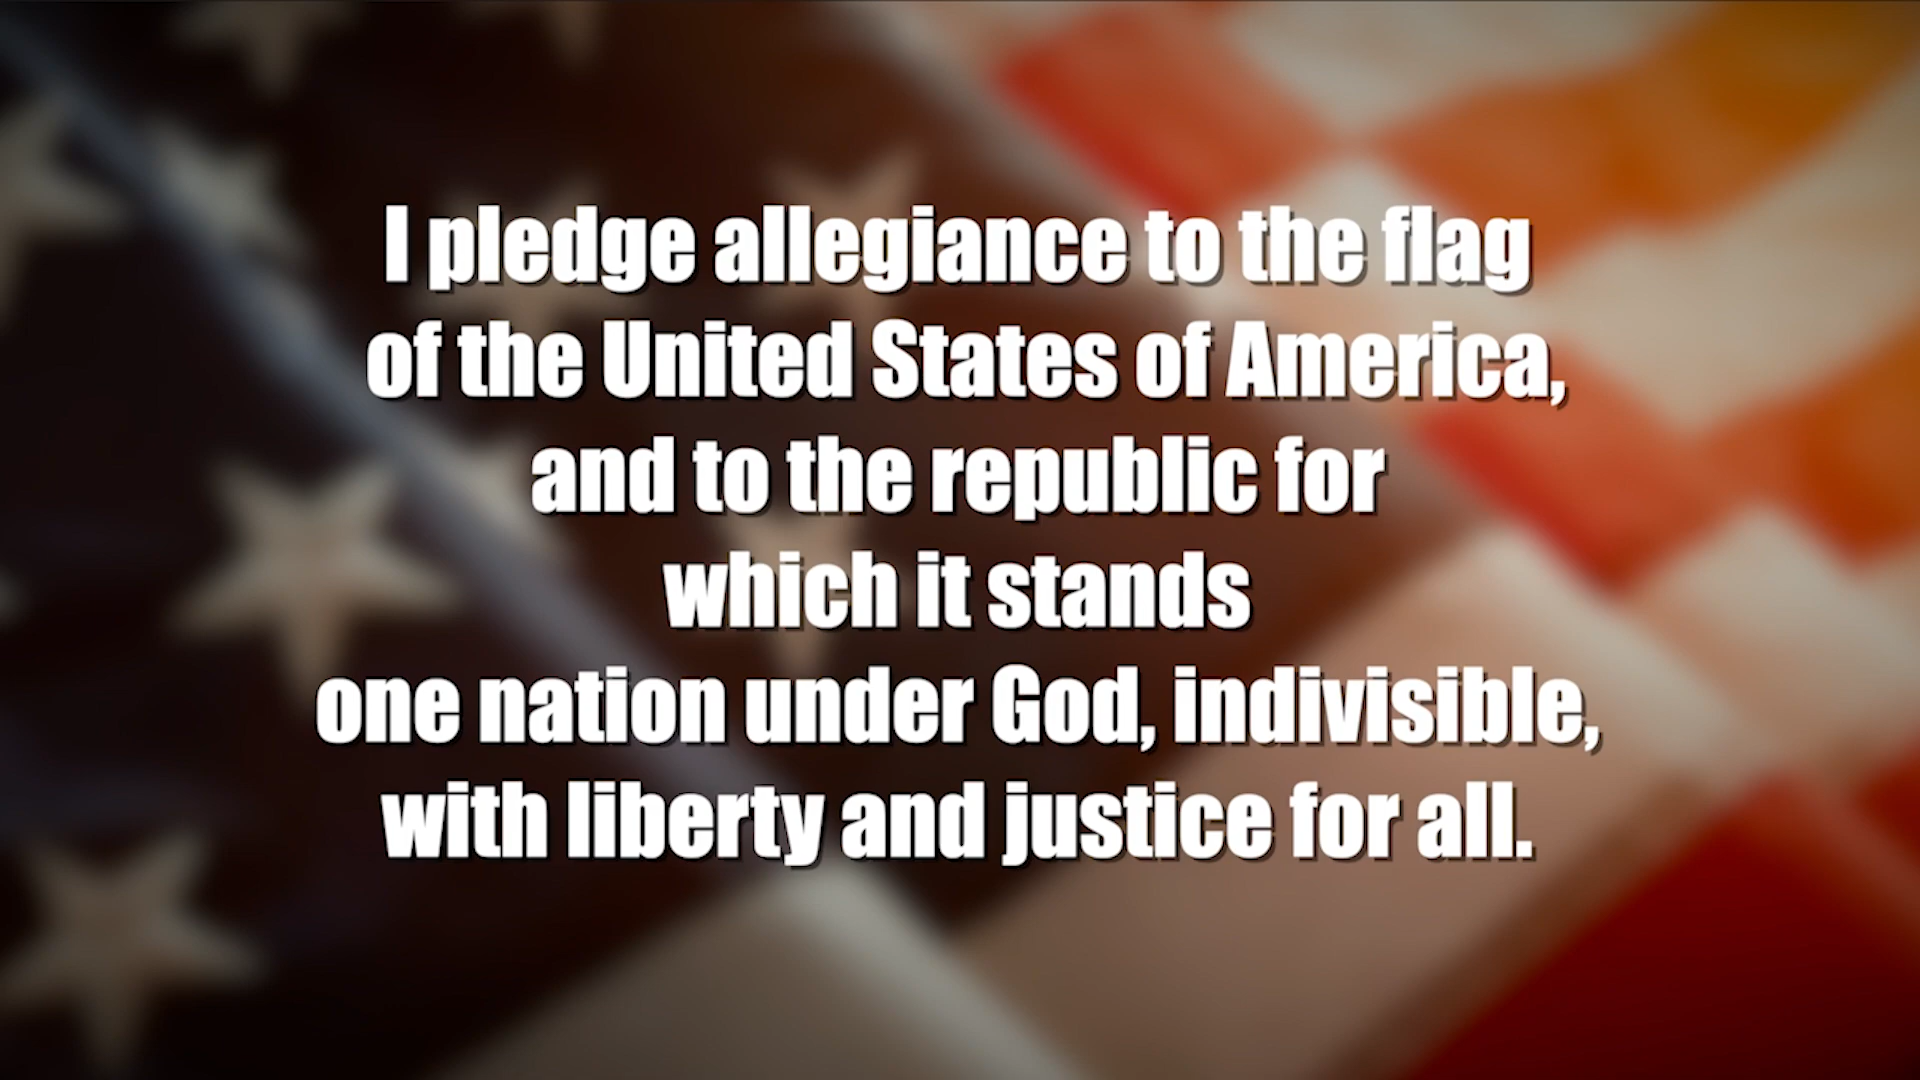 I pledge allegiance to the flag
of the United States of America,
and to the republic for
which it stands
one nation under God, indivisible,
with liberty and justice for all.